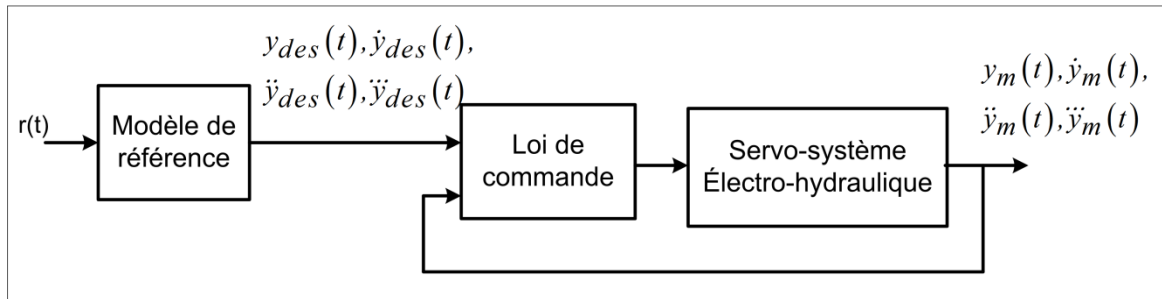 r(t)
Modèle de
référence
y_des(t), ẏ_des(t),
ÿ_des(t), y⃛_des(t)
Loi de
commande
Servo-système
Électro-hydraulique
y_m(t), ẏ_m(t),
ÿ_m(t), y⃛_m(t)